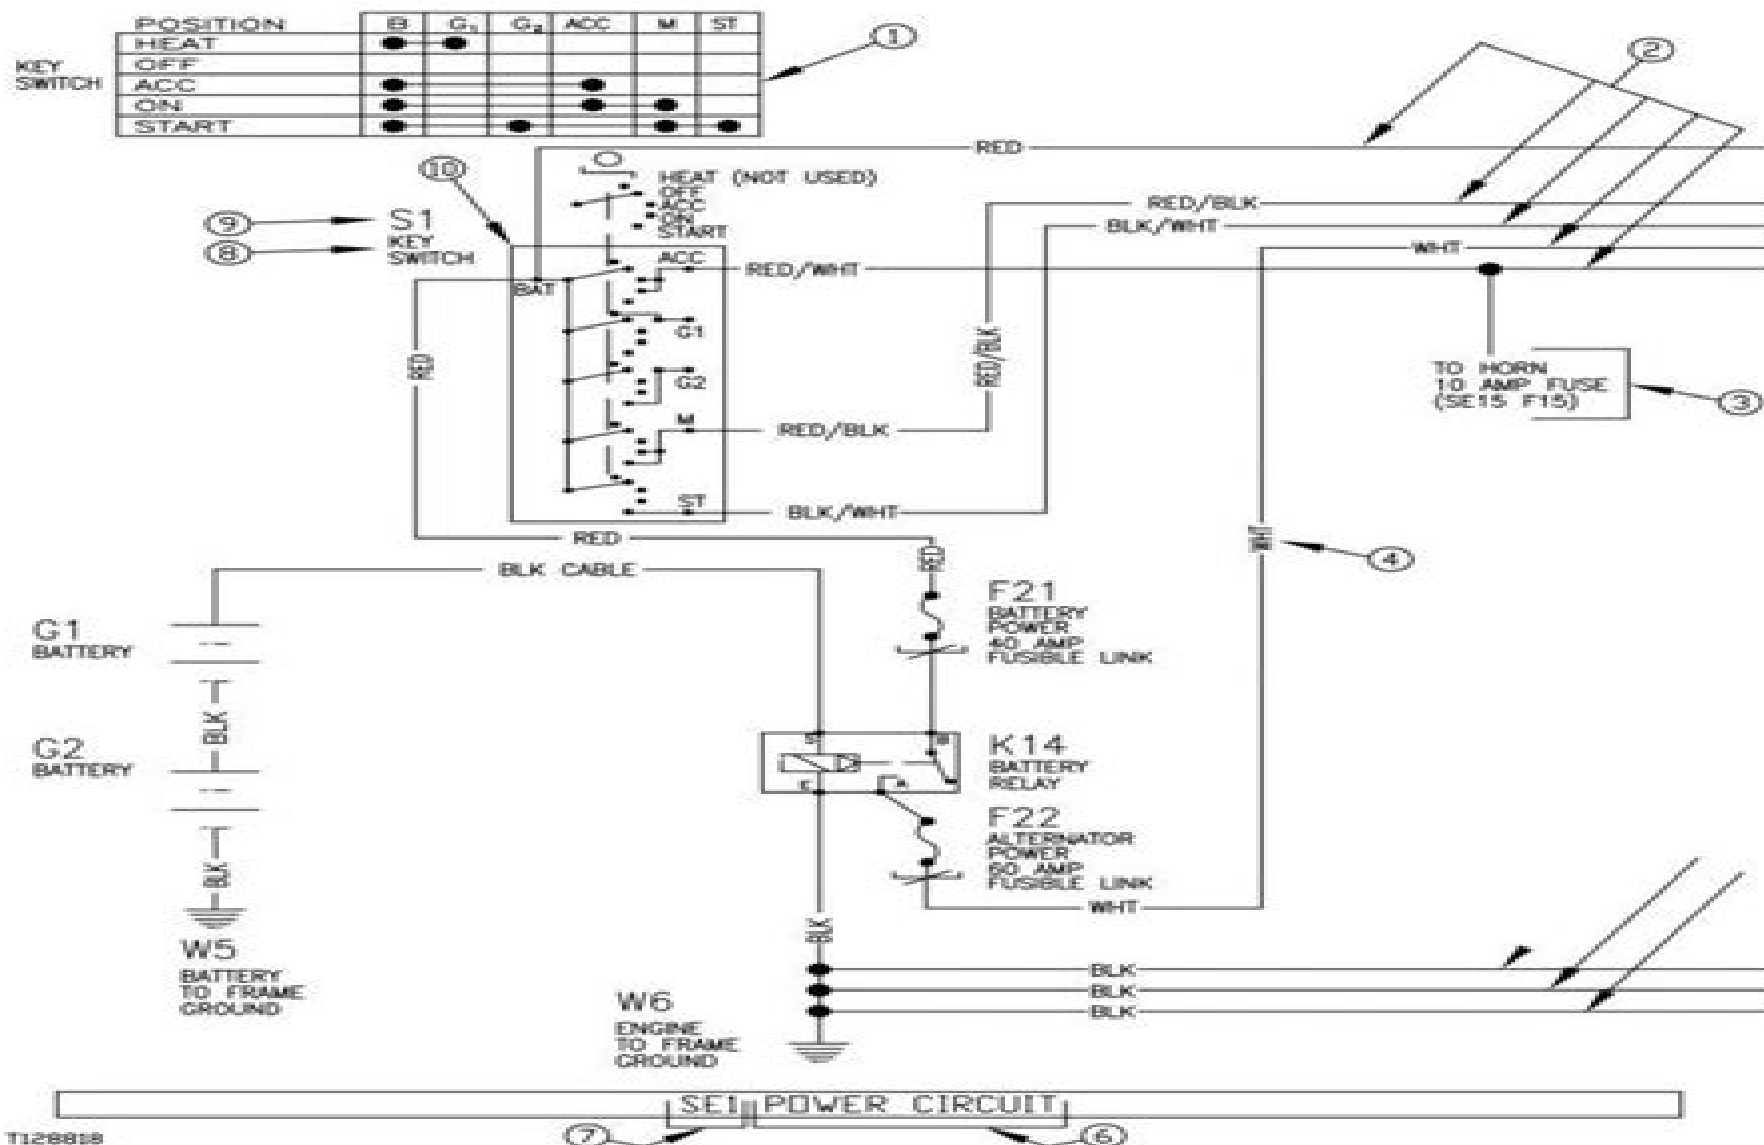 POSITION B G1 G2 ACC M ST
KEY SWITCH
HEAT
OFF
ACC
ON
START
1
2
RED
10
HEAT (NOT USED)
OFF
ACC
ON
START
RED/BLK
BLK/WHT
WHT
9
S1
8
KEY
SWITCH
ACC
RED/WHT
BAT
G1
RED
RED/BLK
G2
TO HORN
10 AMP FUSE
(SE15 F15)
3
M
RED/BLK
ST
BLK/WHT
RED
WHT
4
BLK CABLE
RED
F21
BATTERY
POWER
40 AMP
FUSIBLE LINK
G1
BATTERY
BLK
G2
BATTERY
S
B
K14
BATTERY
RELAY
E
A
F22
ALTERNATOR
POWER
FUSIBLE LINK
BLK
WHT
W5
BATTERY
TO FRAME
GROUND
BLK
BLK
BLK
BLK
W6
ENGINE
TO FRAME
GROUND
SE1 POWER CIRCUIT
7
6